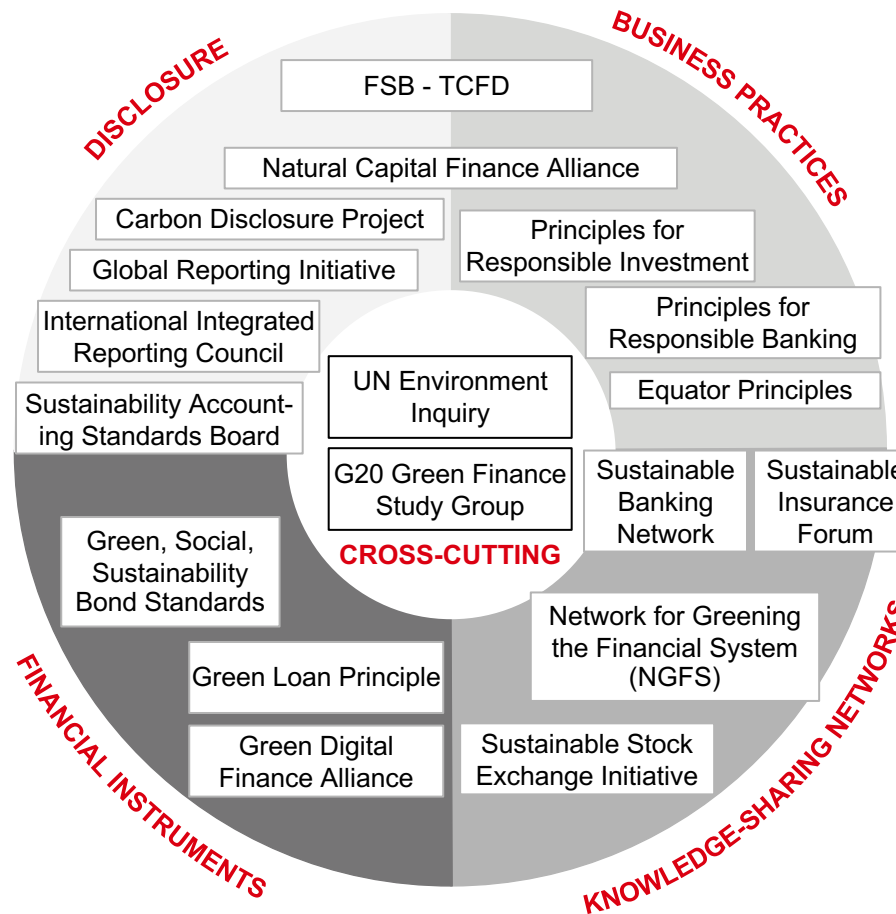 DISCLOSURE
BUSINESS PRACTICES
FSB - TCFD
Natural Capital Finance Alliance
Carbon Disclosure Project
Global Reporting Initiative
International Integrated
Reporting Council
Sustainability Account-
ing Standards Board
Principles for
Responsible Investment
Principles for
Responsible Banking
Equator Principles
UN Environment
Inquiry
G20 Green Finance
Study Group
CROSS-CUTTING
Sustainable
Banking
Network
Sustainable
Insurance
Forum
Green, Social,
Sustainability
Bond Standards
Network for Greening
the Financial System
(NGFS)
Green Loan Principle
Green Digital
Finance Alliance
Sustainable Stock
Exchange Initiative
FINANCIAL INSTRUMENTS
KNOWLEDGE-SHARING NETWORKS